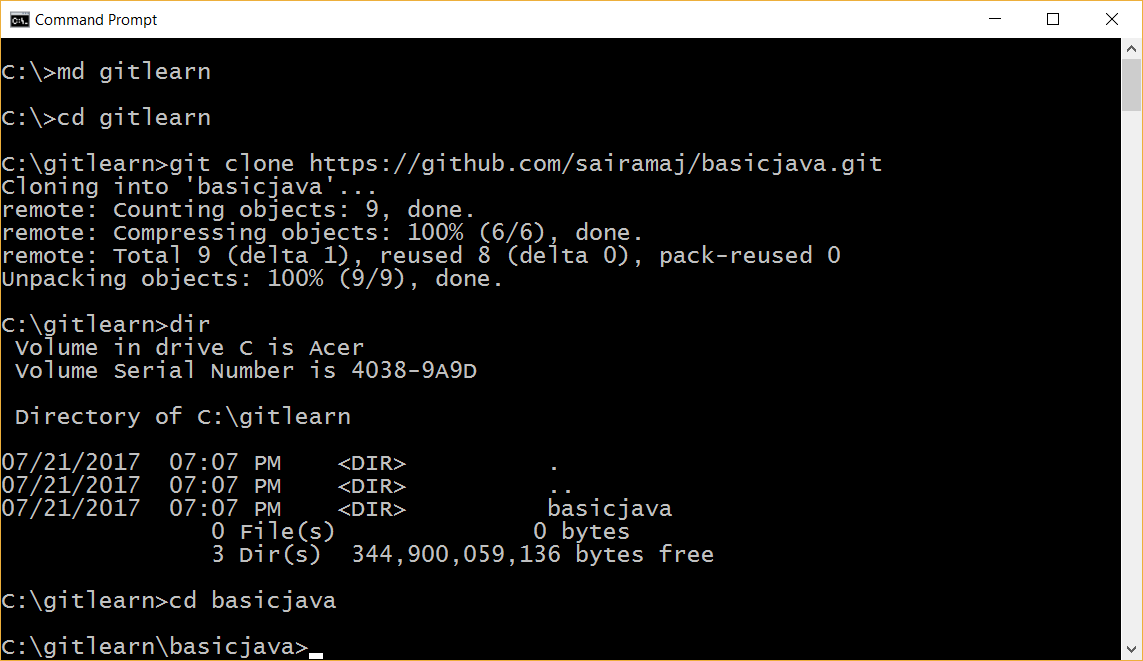 Command Prompt
C:\>md gitlearn
C:\>cd gitlearn
C:\gitlearn>git clone https://github.com/sairamaj/basicjava.git
Cloning into 'basicjava'...
remote: Counting objects: 9, done.
remote: Compressing objects: 100% (6/6), done.
remote: Total 9 (delta 1), reused 8 (delta 0), pack-reused 0
Unpacking objects: 100% (9/9), done.
C:\gitlearn>dir
 Volume in drive C is Acer
 Volume Serial Number is 4038-9A9D
 Directory of C:\gitlearn
07/21/2017  07:07 PM    <DIR>          .
07/21/2017  07:07 PM    <DIR>          ..
07/21/2017  07:07 PM    <DIR>          basicjava
               0 File(s)              0 bytes
               3 Dir(s)  344,900,059,136 bytes free
C:\gitlearn>cd basicjava
C:\gitlearn\basicjava>